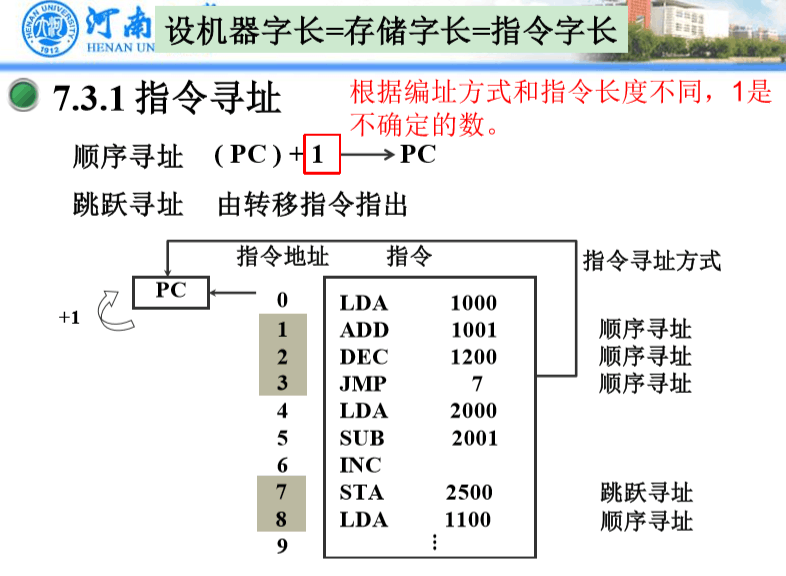 HENAN UNIVERSITY
1912
河南
HENAN UN
设机器字长=存储字长=指令字长
7.3.1 指令寻址
根据编址方式和指令长度不同，1是
不确定的数。
顺序寻址 ( PC ) + 1 → PC
跳跃寻址 由转移指令指出
指令地址 指令 指令寻址方式
PC
+1
0 LDA 1000
1 ADD 1001 顺序寻址
2 DEC 1200 顺序寻址
3 JMP 7 顺序寻址
4 LDA 2000
5 SUB 2001
6 INC
7 STA 2500 跳跃寻址
8 LDA 1100 顺序寻址
9 ⋮